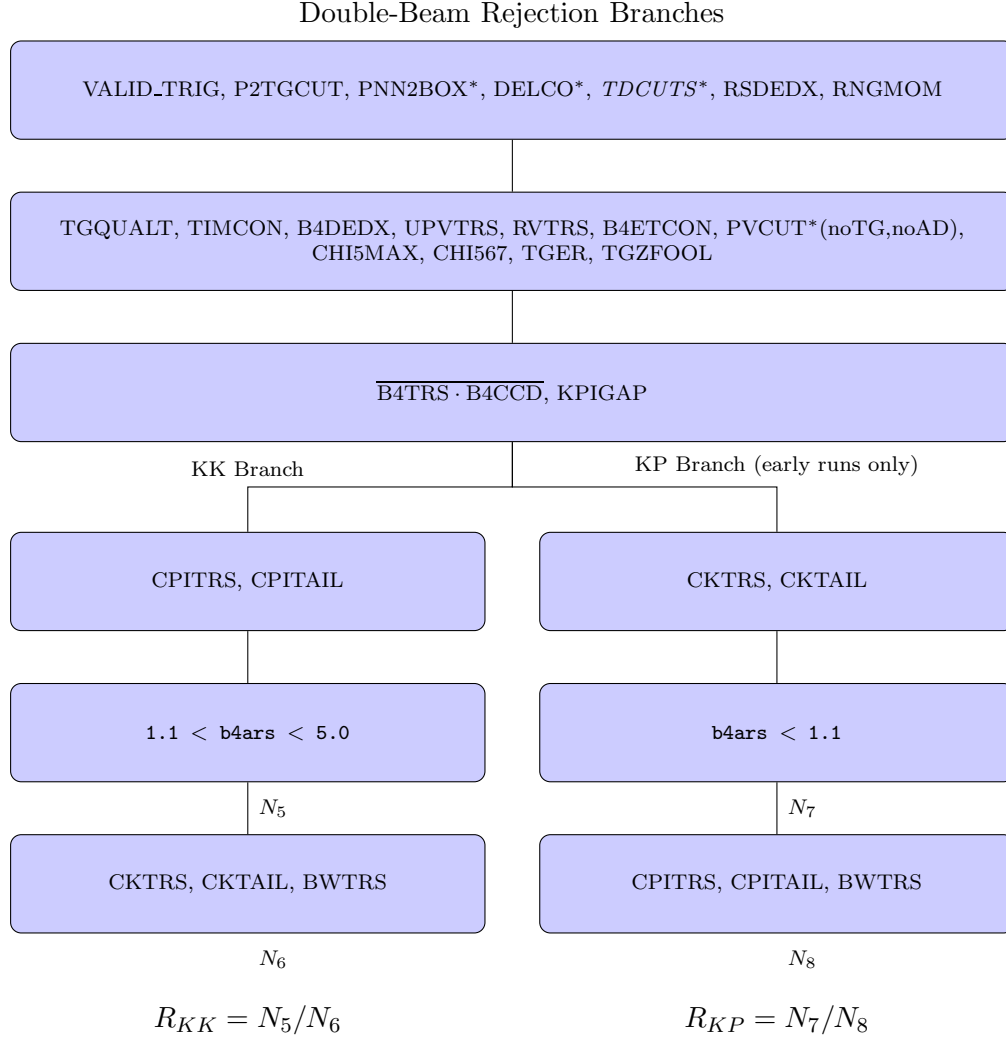 Double-Beam Rejection Branches
VALID_TRIG, P2TGCUT, PNN2BOX*, DELCO*, TDCUTS*, RSDEDX, RNGMOM
TGQUALT, TIMCON, B4DEDX, UPVTRS, RVTRS, B4ETCON, PVCUT*(noTG,noAD),
CHI5MAX, CHI567, TGER, TGZFOOL
B4TRS · B4CCD, KPIGAP
KK Branch
KP Branch (early runs only)
CPITRS, CPITAIL
CKTRS, CKTAIL
1.1 < b4ars < 5.0
b4ars < 1.1
N5
N7
CKTRS, CKTAIL, BWTRS
CPITRS, CPITAIL, BWTRS
N6
N8
RKK = N5/N6
RKP = N7/N8